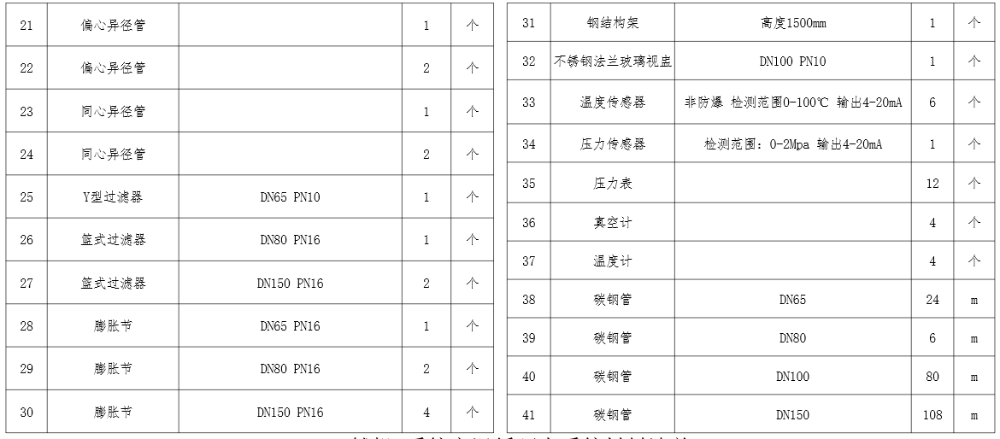 21 偏心异径管 1 个
22 偏心异径管 2 个
23 同心异径管 1 个
24 同心异径管 2 个
25 Y型过滤器 DN65 PN10 1 个
26 篮式过滤器 DN80 PN16 1 个
27 篮式过滤器 DN150 PN16 2 个
28 膨胀节 DN65 PN16 1 个
29 膨胀节 DN80 PN16 2 个
30 膨胀节 DN150 PN16 4 个
31 钢结构架 高度1500mm 1 个
32 不锈钢法兰玻璃视盅 DN100 PN10 1 个
33 温度传感器 非防爆 检测范围0-100℃ 输出4-20mA 6 个
34 压力传感器 检测范围：0-2Mpa 输出4-20mA 1 个
35 压力表 12 个
36 真空计 4 个
37 温度计 4 个
38 碳钢管 DN65 24 m
39 碳钢管 DN80 6 m
40 碳钢管 DN100 80 m
41 碳钢管 DN150 108 m